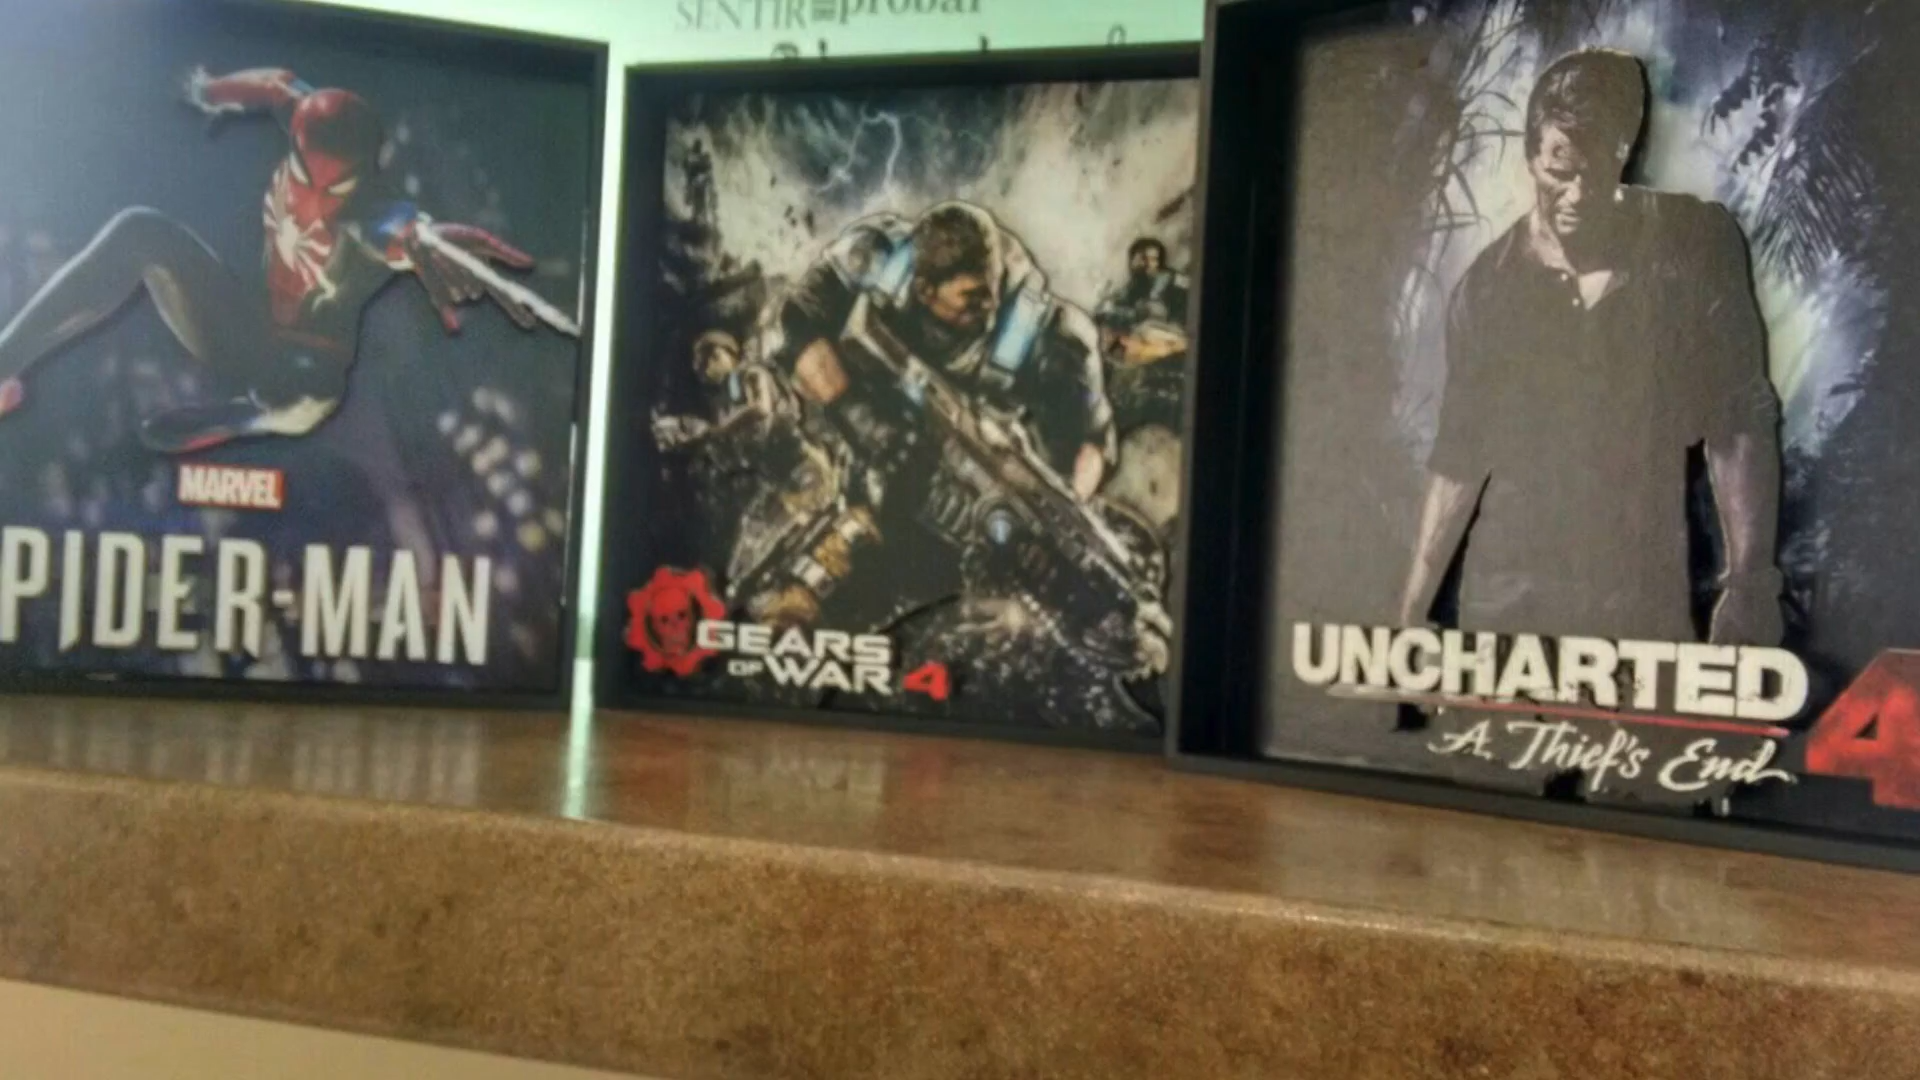 SENTIR probar
MARVEL
PIDER-MAN
GEARS
OF WAR 4
UNCHARTED 4
A Thief's End